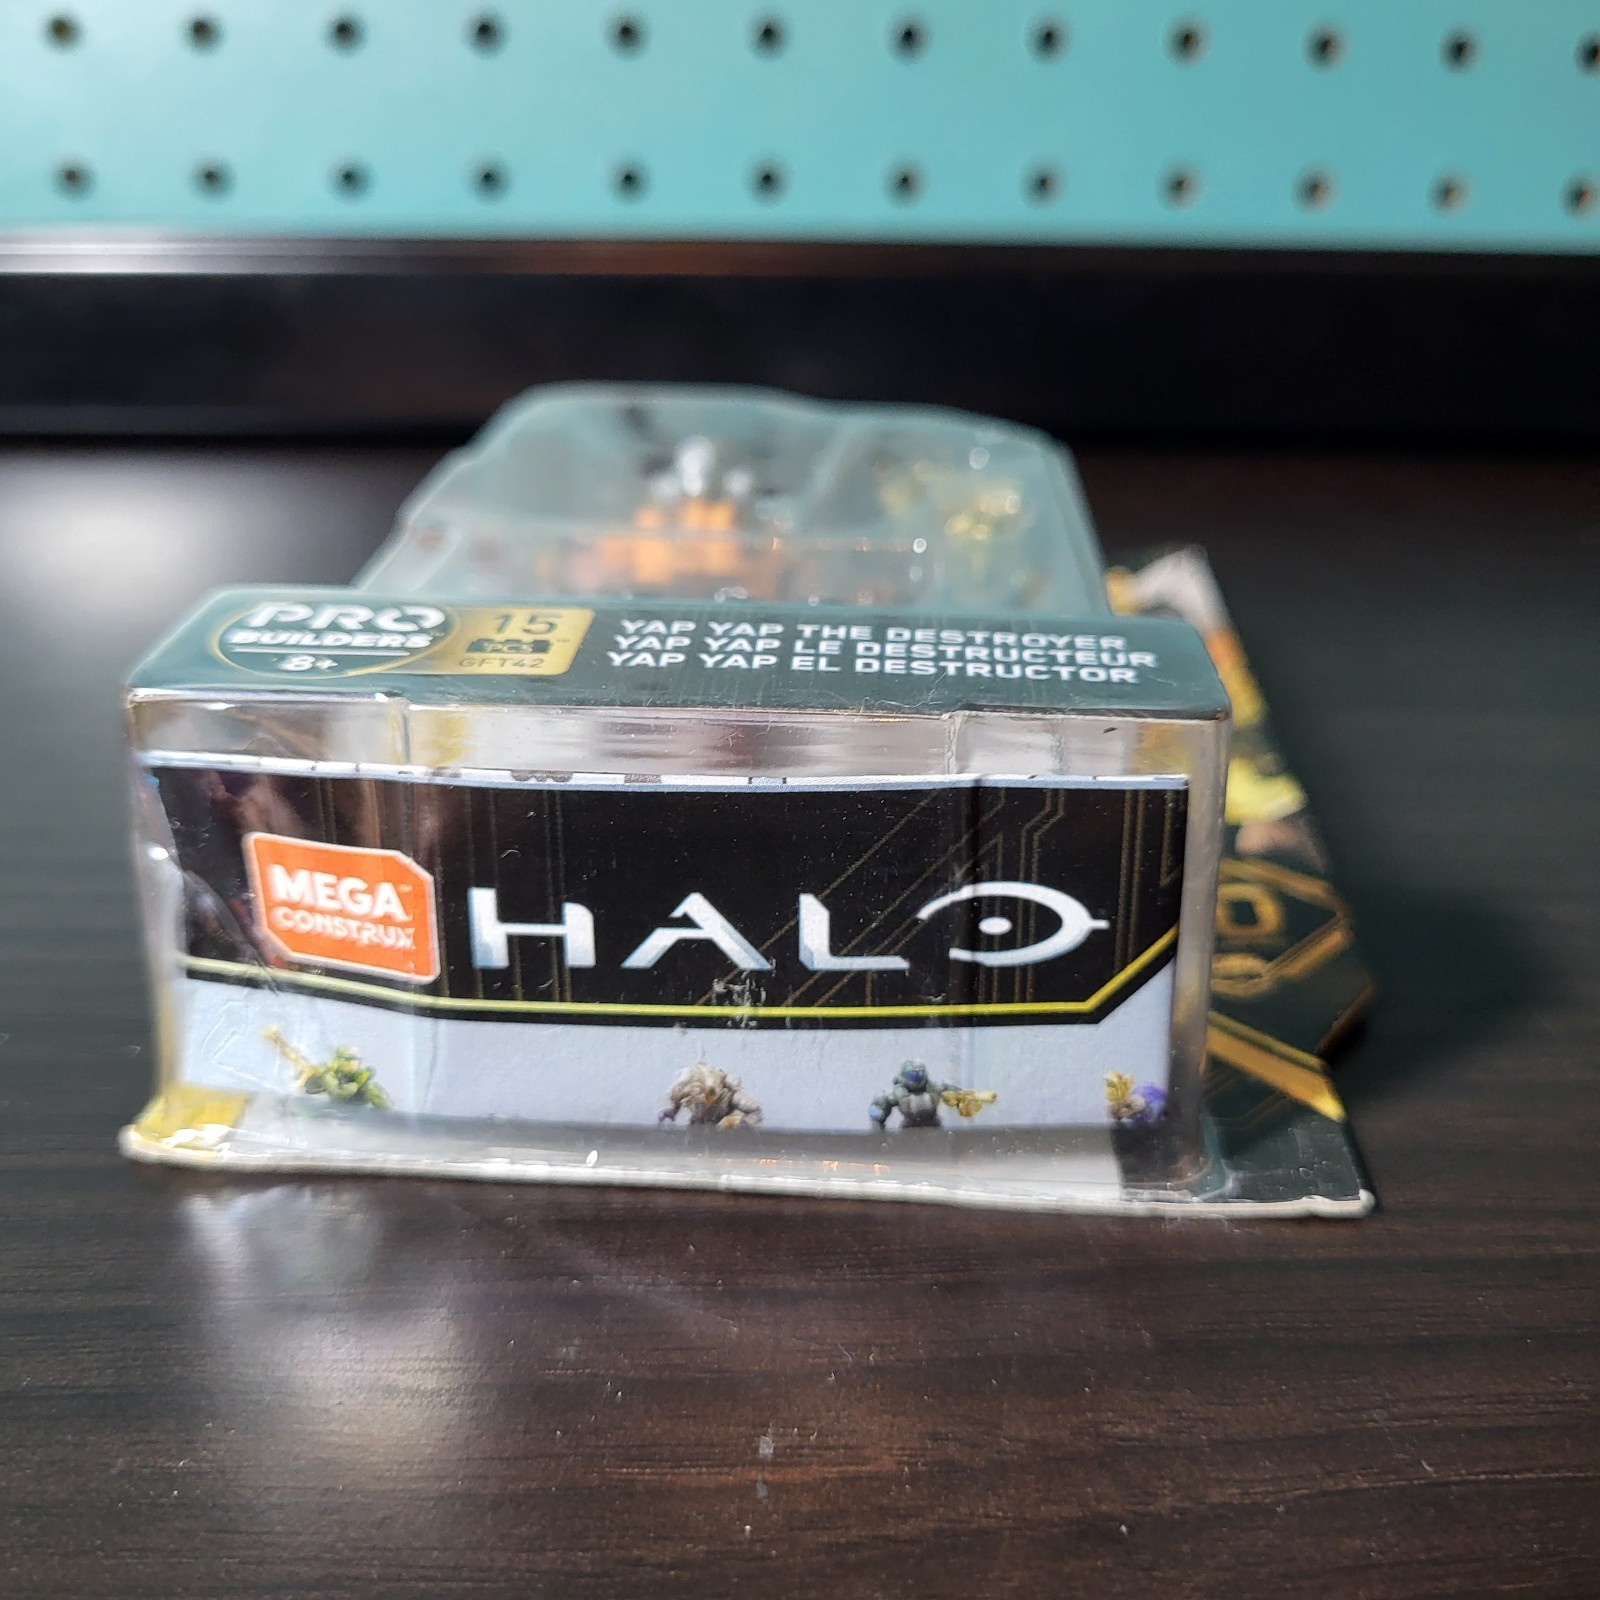 PRO
BUILDERS
8+
15
PCS
GFT42
YAP YAP THE DESTROYER
YAP YAP LE DESTRUCTEUR
YAP YAP EL DESTRUCTOR
MEGA™
CONSTRUX
HALO